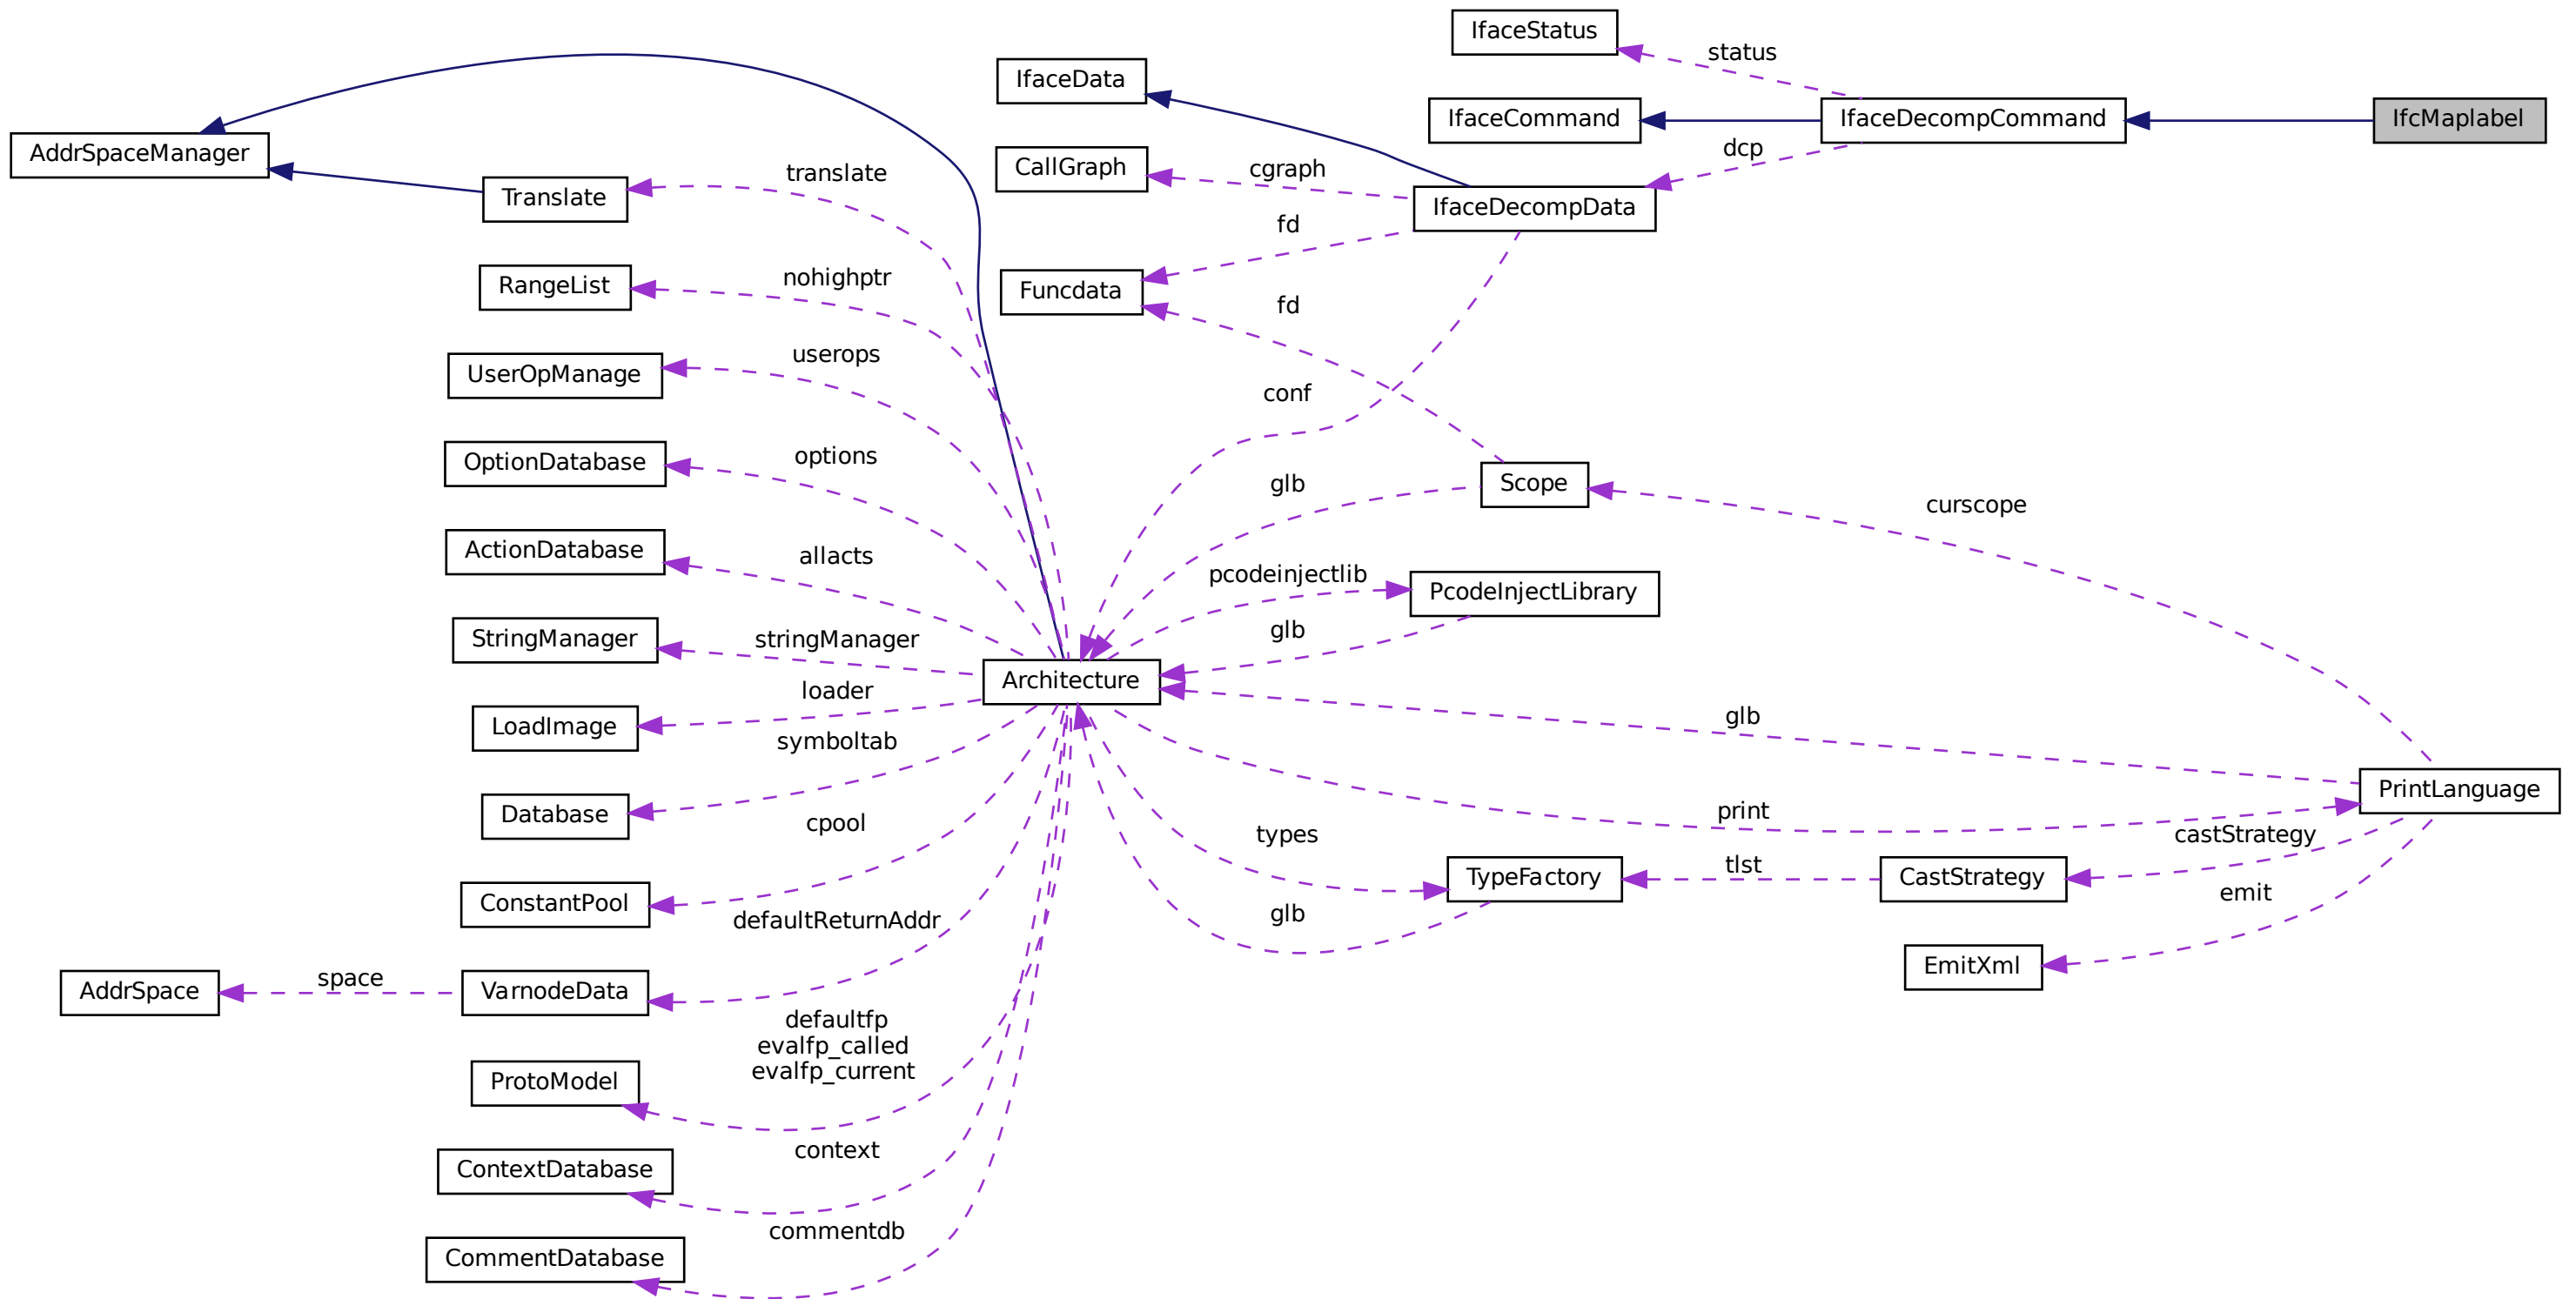 IfaceStatus
status
IfaceData
IfaceCommand
IfaceDecompCommand
IfcMaplabel
AddrSpaceManager
translate
CallGraph
cgraph
dcp
Translate
IfaceDecompData
fd
RangeList
nohighptr
Funcdata
fd
UserOpManage
userops
conf
OptionDatabase
options
glb
Scope
curscope
ActionDatabase
allacts
pcodeinjectlib
PcodeInjectLibrary
StringManager
stringManager
glb
Architecture
LoadImage
loader
glb
symboltab
PrintLanguage
Database
cpool
print
types
castStrategy
ConstantPool
TypeFactory
tlst
CastStrategy
defaultReturnAddr
glb
emit
AddrSpace
space
VarnodeData
EmitXml
defaultfp
evalfp_called
evalfp_current
ProtoModel
context
ContextDatabase
commentdb
CommentDatabase